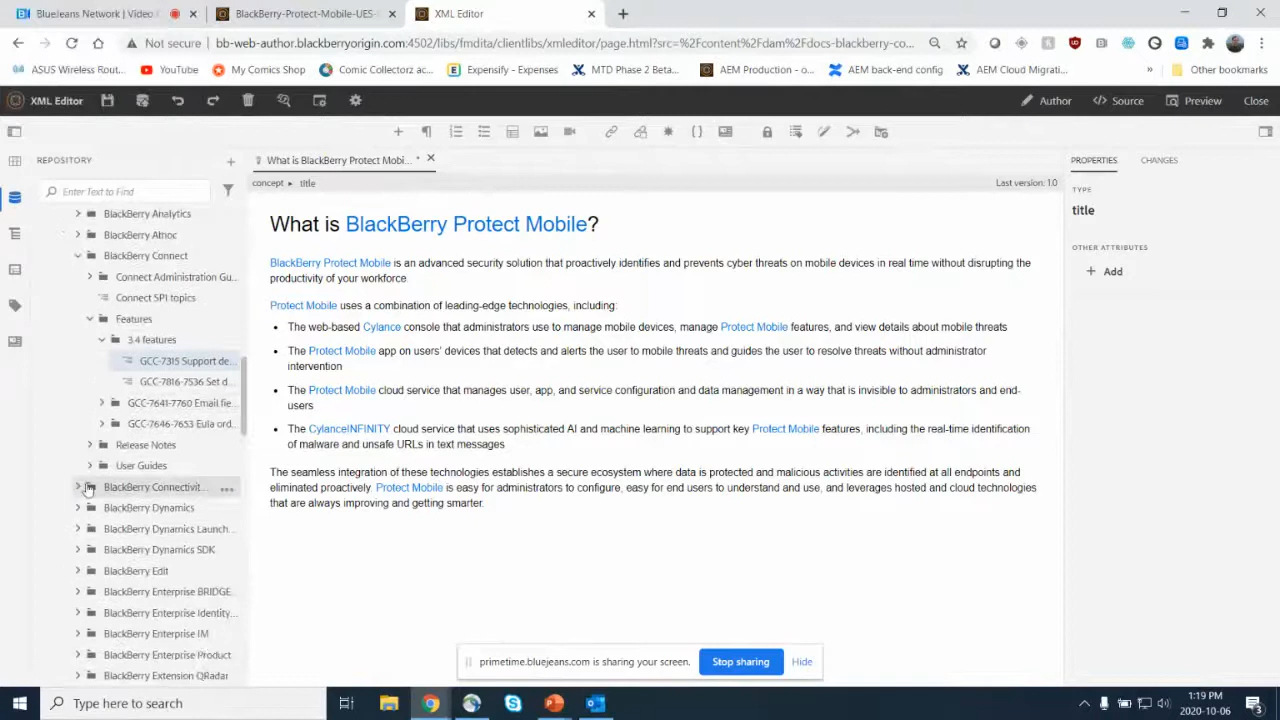 BlueJeans Network | Video C
BlackBerry-Protect-Mobile-UES-
XML Editor
Not secure | bb-web-author.blackberryorigin.com:4502/libs/fmdita/clientlibs/xmleditor/page.html?src=%2Fcontent%2Fdam%2Fdocs-blackberry-co...
ASUS Wireless Rout...
YouTube
My Comics Shop
Comic Collectorz ac...
Expensify - Expenses
MTD Phase 2 Beta...
AEM Production - o...
AEM back-end config
AEM Cloud Migrati...
»
Other bookmarks
XML Editor
Author
Source
Preview
Close
REPOSITORY
What is BlackBerry Protect Mobi... *
PROPERTIES
CHANGES
Enter Text to Find
concept ▸ title
Last version: 1.0
TYPE
title
OTHER ATTRIBUTES
+ Add
BlackBerry Analytics
BlackBerry Athoc
BlackBerry Connect
Connect Administration Gu...
Connect SPI topics
Features
3.4 features
GCC-7315 Support de...
GCC-7816-7536 Set d...
GCC-7641-7760 Email fie...
GCC-7646-7653 Eula ord...
Release Notes
User Guides
BlackBerry Connectivit...
BlackBerry Dynamics
BlackBerry Dynamics Launch...
BlackBerry Dynamics SDK
BlackBerry Edit
BlackBerry Enterprise BRIDGE
BlackBerry Enterprise Identity...
BlackBerry Enterprise IM
BlackBerry Enterprise Product
BlackBerry Extension QRadar
What is BlackBerry Protect Mobile?
BlackBerry Protect Mobile is an advanced security solution that proactively identifies and prevents cyber threats on mobile devices in real time without disrupting the
productivity of your workforce.
Protect Mobile uses a combination of leading-edge technologies, including:
• The web-based Cylance console that administrators use to manage mobile devices, manage Protect Mobile features, and view details about mobile threats
• The Protect Mobile app on users' devices that detects and alerts the user to mobile threats and guides the user to resolve threats without administrator
intervention
• The Protect Mobile cloud service that manages user, app, and service configuration and data management in a way that is invisible to administrators and end-
users
• The CylanceINFINITY cloud service that uses sophisticated AI and machine learning to support key Protect Mobile features, including the real-time identification
of malware and unsafe URLs in text messages
The seamless integration of these technologies establishes a secure ecosystem where data is protected and malicious activities are identified at all endpoints and
eliminated proactively. Protect Mobile is easy for administrators to configure, easy for end users to understand and use, and leverages hosted and cloud technologies
that are always improving and getting smarter.
primetime.bluejeans.com is sharing your screen.
Stop sharing
Hide
Type here to search
1:19 PM
2020-10-06
3